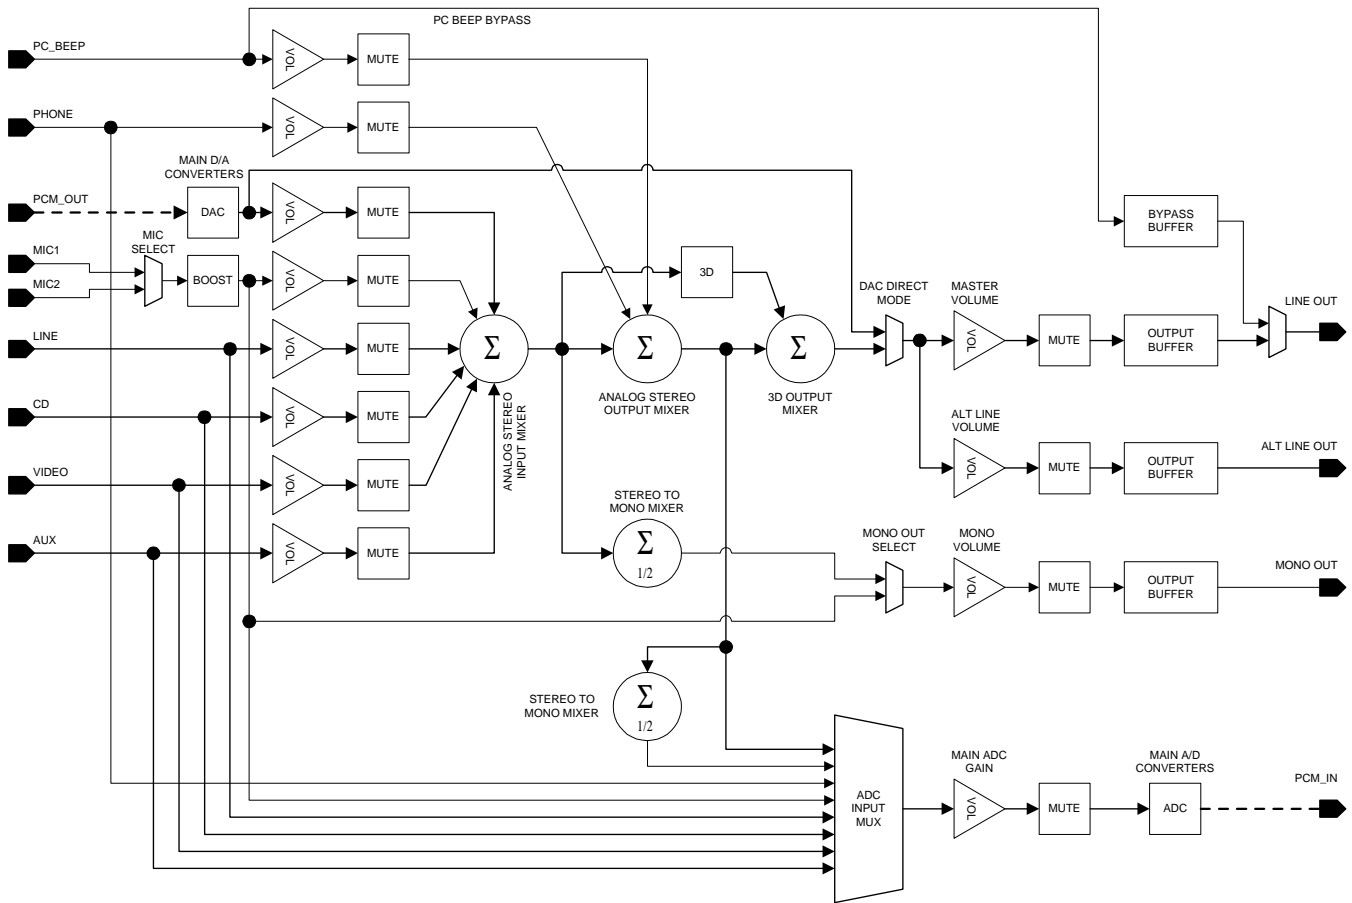 PC BEEP BYPASS
PC_BEEP
VOL
MUTE
PHONE
VOL
MUTE
MAIN D/A
CONVERTERS
PCM_OUT
DAC
VOL
MUTE
MIC1
MIC2
MIC
SELECT
BOOST
VOL
MUTE
LINE
VOL
MUTE
CD
VOL
MUTE
VIDEO
VOL
MUTE
AUX
VOL
MUTE
Σ
ANALOG STEREO
INPUT MIXER
Σ
ANALOG STEREO
OUTPUT MIXER
3D
Σ
3D OUTPUT
MIXER
DAC DIRECT
MODE
MASTER
VOLUME
VOL
MUTE
OUTPUT
BUFFER
BYPASS
BUFFER
LINE OUT
ALT LINE
VOLUME
VOL
MUTE
OUTPUT
BUFFER
ALT LINE OUT
STEREO TO
MONO MIXER
Σ
1/2
MONO OUT
SELECT
MONO
VOLUME
VOL
MUTE
OUTPUT
BUFFER
MONO OUT
STEREO TO
MONO MIXER
Σ
1/2
ADC
INPUT
MUX
MAIN ADC
GAIN
VOL
MUTE
MAIN A/D
CONVERTERS
ADC
PCM_IN